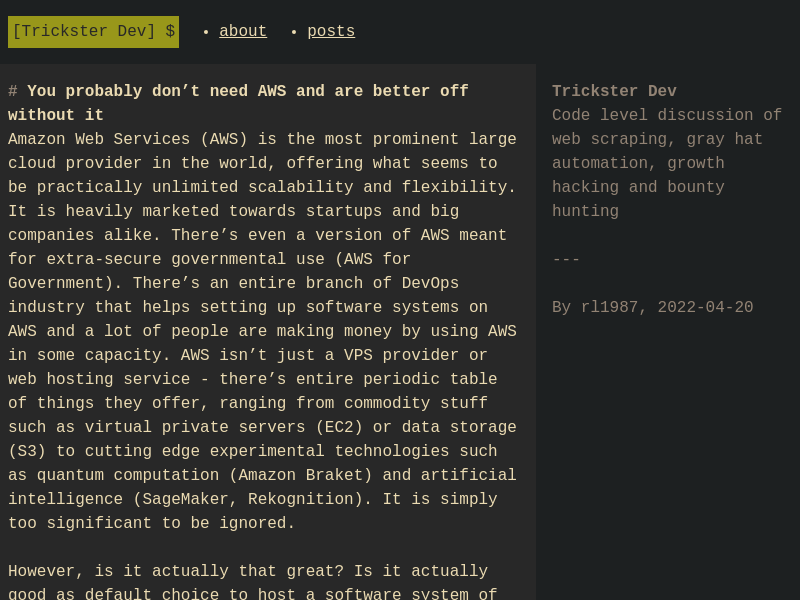 [Trickster Dev] $
• about
• posts
# You probably don’t need AWS and are better off
without it
Amazon Web Services (AWS) is the most prominent large
cloud provider in the world, offering what seems to
be practically unlimited scalability and flexibility.
It is heavily marketed towards startups and big
companies alike. There’s even a version of AWS meant
for extra-secure governmental use (AWS for
Government). There’s an entire branch of DevOps
industry that helps setting up software systems on
AWS and a lot of people are making money by using AWS
in some capacity. AWS isn’t just a VPS provider or
web hosting service - there’s entire periodic table
of things they offer, ranging from commodity stuff
such as virtual private servers (EC2) or data storage
(S3) to cutting edge experimental technologies such
as quantum computation (Amazon Braket) and artificial
intelligence (SageMaker, Rekognition). It is simply
too significant to be ignored.
However, is it actually that great? Is it actually
good as default choice to host a software system of
Trickster Dev
Code level discussion of
web scraping, gray hat
automation, growth
hacking and bounty
hunting
---
By rl1987, 2022-04-20